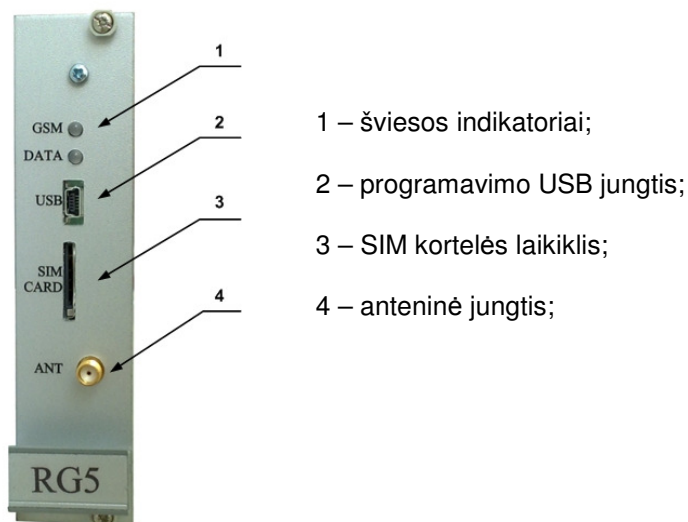 1
GSM
DATA
2
USB
3
SIM
CARD
4
ANT
RG5
1 – šviesos indikatoriai;
2 – programavimo USB jungtis;
3 – SIM kortelės laikiklis;
4 – anteninė jungtis;